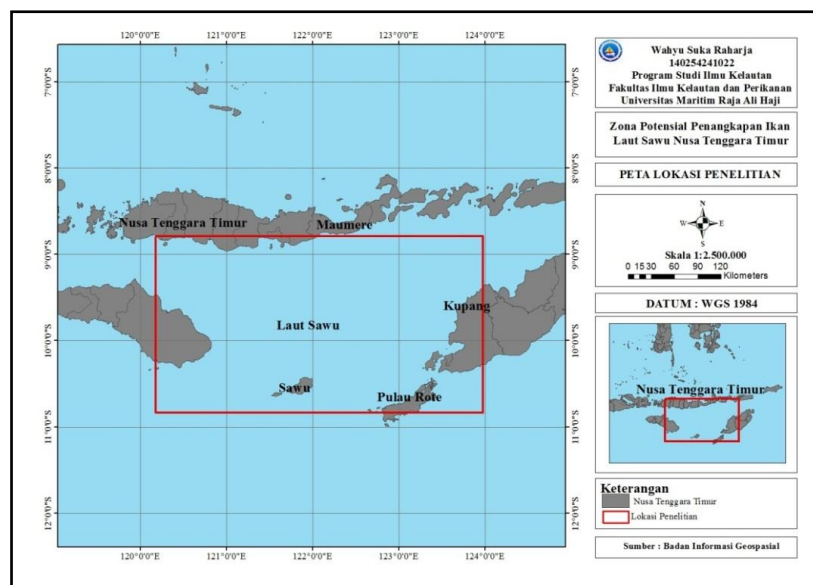 120°0'0"E 121°0'0"E 122°0'0"E 123°0'0"E 124°0'0"E
7°0'0"S 7°0'0"S
8°0'0"S 8°0'0"S
9°0'0"S 9°0'0"S
10°0'0"S 10°0'0"S
11°0'0"S 11°0'0"S
12°0'0"S 12°0'0"S
120°0'0"E 121°0'0"E 122°0'0"E 123°0'0"E 124°0'0"E
Nusa Tenggara Timur
Maumere
Kupang
Laut Sawu
Sawu
Pulau Rote
Wahyu Suka Raharja
140254241022
Program Studi Ilmu Kelautan
Fakultas Ilmu Kelautan dan Perikanan
Universitas Maritim Raja Ali Haji
Zona Potensial Penangkapan Ikan
Laut Sawu Nusa Tenggara Timur
PETA LOKASI PENELITIAN
N
W E
S
Skala 1:2.500.000
0 15 30 60 90 120
Kilometers
DATUM : WGS 1984
Nusa Tenggara Timur
Keterangan
Nusa Tenggara Timur
Lokasi Penelitian
Sumber : Badan Informasi Geospasial